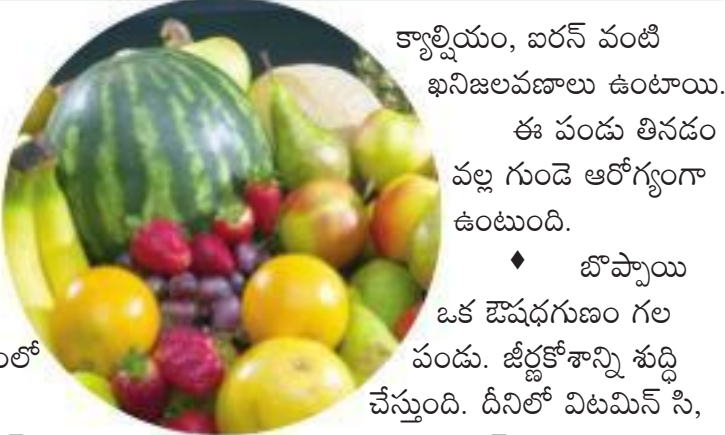 క్యాల్షియం, ఐరన్ వంటి
ఖనిజలవణాలు ఉంటాయి.
ఈ పండు తినడం
వల్ల గుండె ఆరోగ్యంగా
ఉంటుంది.
♦ బొప్పాయి
ఒక ఔషధగుణం గల
పండు. జీర్ణకోశాన్ని శుద్ధి
చేస్తుంది. దీనిలో విటమిన్ సి,